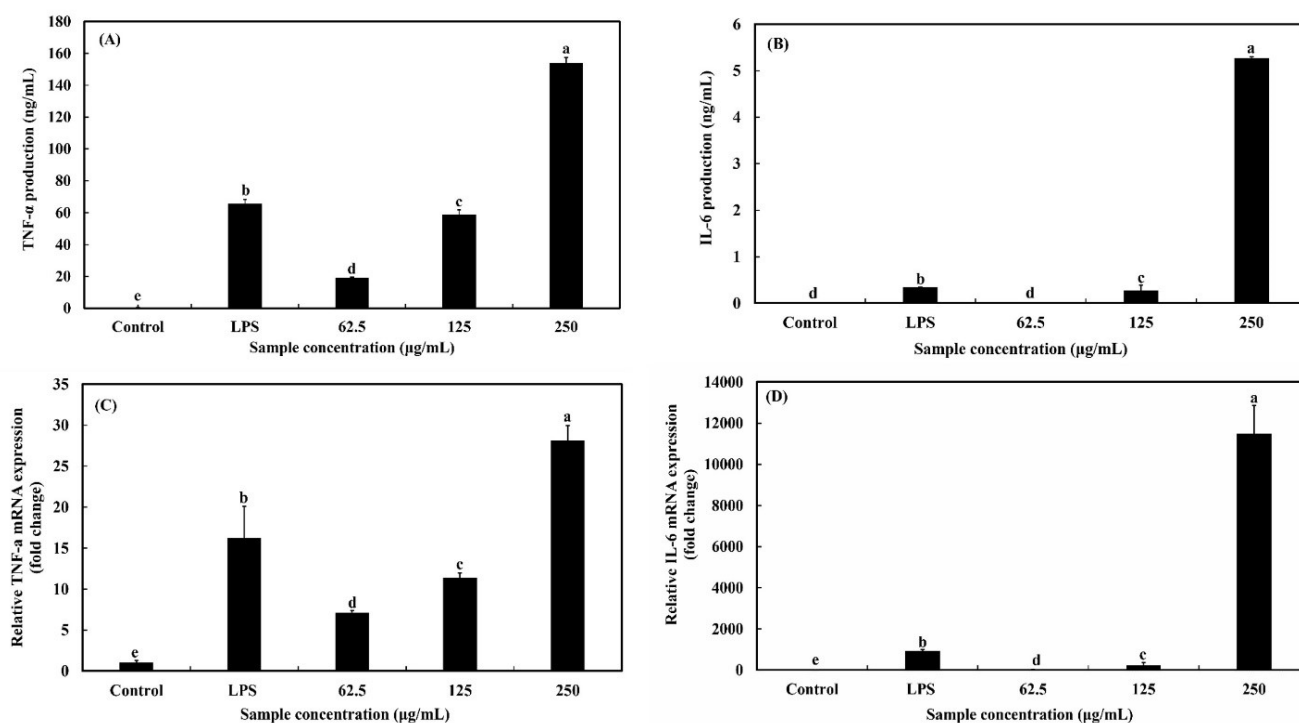 (A)
TNF-α production (ng/mL)
180
160
140
120
100
80
60
40
20
0
e
b
d
c
a
Control LPS 62.5 125 250
Sample concentration (µg/mL)
(B)
IL-6 production (ng/mL)
6
5
4
3
2
1
0
d
b
d
c
a
Control LPS 62.5 125 250
Sample concentration (µg/mL)
(C)
Relative TNF-a mRNA expression
(fold change)
35
30
25
20
15
10
5
0
e
b
d
c
a
Control LPS 62.5 125 250
Sample concentration (µg/mL)
(D)
Relative IL-6 mRNA expression
(fold change)
14000
12000
10000
8000
6000
4000
2000
0
e
b
d
c
a
Control LPS 62.5 125 250
Sample concentration (µg/mL)